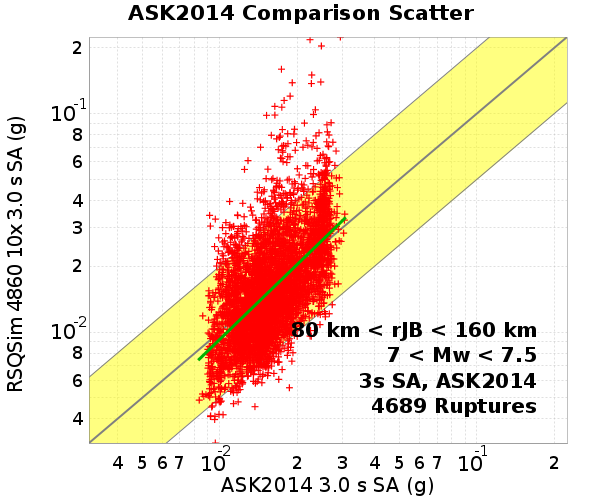 ASK2014 Comparison Scatter
RSQSim 4860 10x 3.0 s SA (g)
2
10-1
8
6
4
3
2
10-2
8
6
4
80 km < rJB < 160 km
7 < Mw < 7.5
3s SA, ASK2014
4689 Ruptures
4 5 6 7 10-2 2 3 4 5 6 7 10-1 2
ASK2014 3.0 s SA (g)